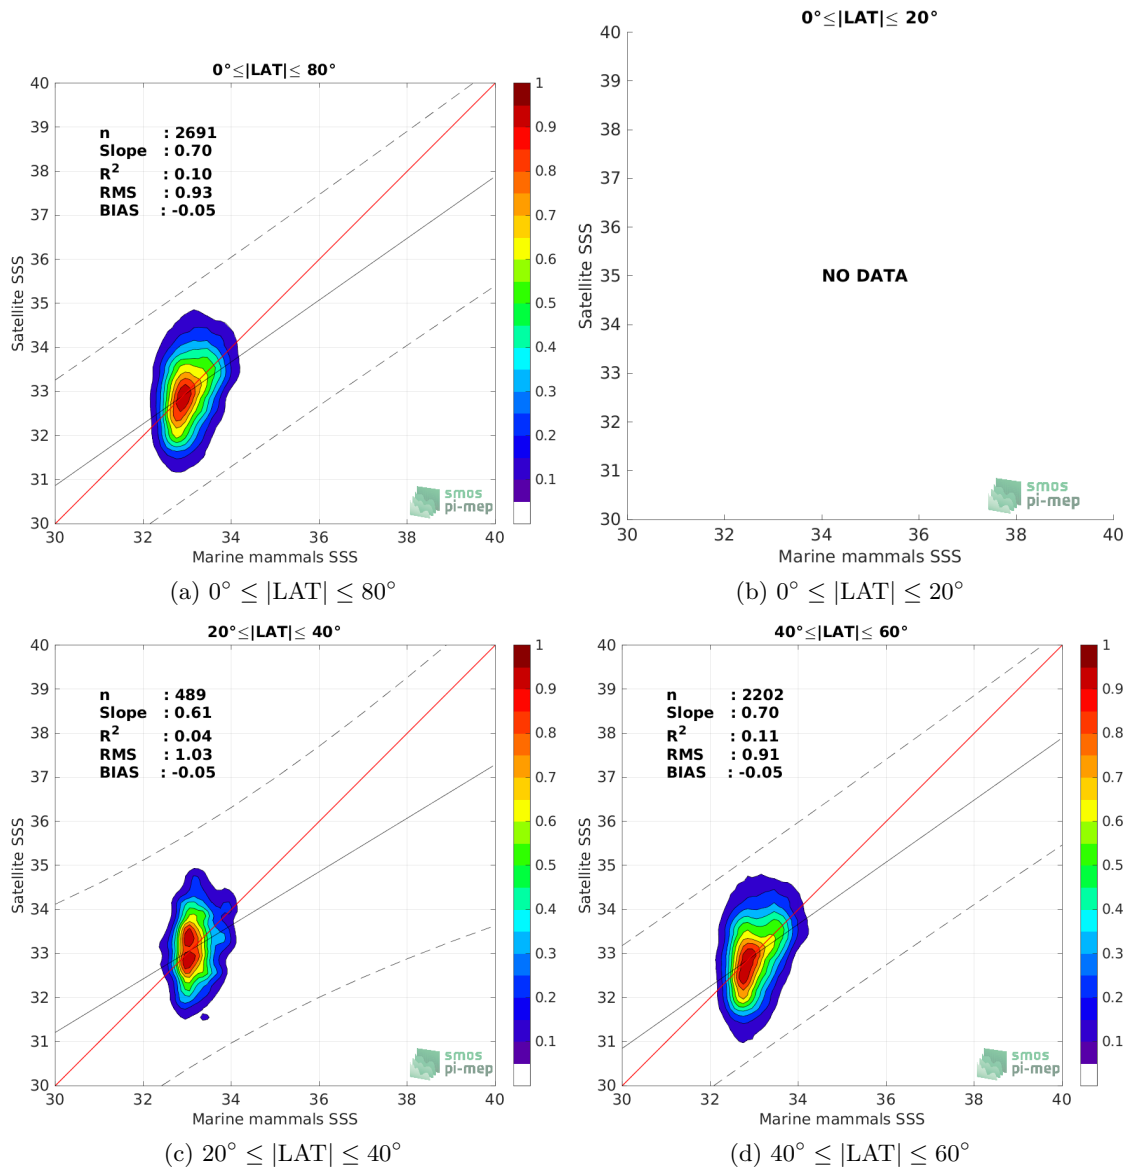 0°≤|LAT|≤ 80°
40
39
38
37
36
35
34
33
32
31
30
Satellite SSS
n : 2691
Slope : 0.70
R² : 0.10
RMS : 0.93
BIAS : -0.05
smos
pi-mep
30 32 34 36 38 40
Marine mammals SSS
1
0.9
0.8
0.7
0.6
0.5
0.4
0.3
0.2
0.1
(a) 0° ≤ |LAT| ≤ 80°
0°≤|LAT|≤ 20°
40
39
38
37
36
35
34
33
32
31
30
Satellite SSS
NO DATA
smos
pi-mep
30 32 34 36 38 40
Marine mammals SSS
(b) 0° ≤ |LAT| ≤ 20°
20°≤|LAT|≤ 40°
40
39
38
37
36
35
34
33
32
31
30
Satellite SSS
n : 489
Slope : 0.61
R² : 0.04
RMS : 1.03
BIAS : -0.05
smos
pi-mep
30 32 34 36 38 40
Marine mammals SSS
1
0.9
0.8
0.7
0.6
0.5
0.4
0.3
0.2
0.1
(c) 20° ≤ |LAT| ≤ 40°
40°≤|LAT|≤ 60°
40
39
38
37
36
35
34
33
32
31
30
Satellite SSS
n : 2202
Slope : 0.70
R² : 0.11
RMS : 0.91
BIAS : -0.05
smos
pi-mep
30 32 34 36 38 40
Marine mammals SSS
1
0.9
0.8
0.7
0.6
0.5
0.4
0.3
0.2
0.1
(d) 40° ≤ |LAT| ≤ 60°